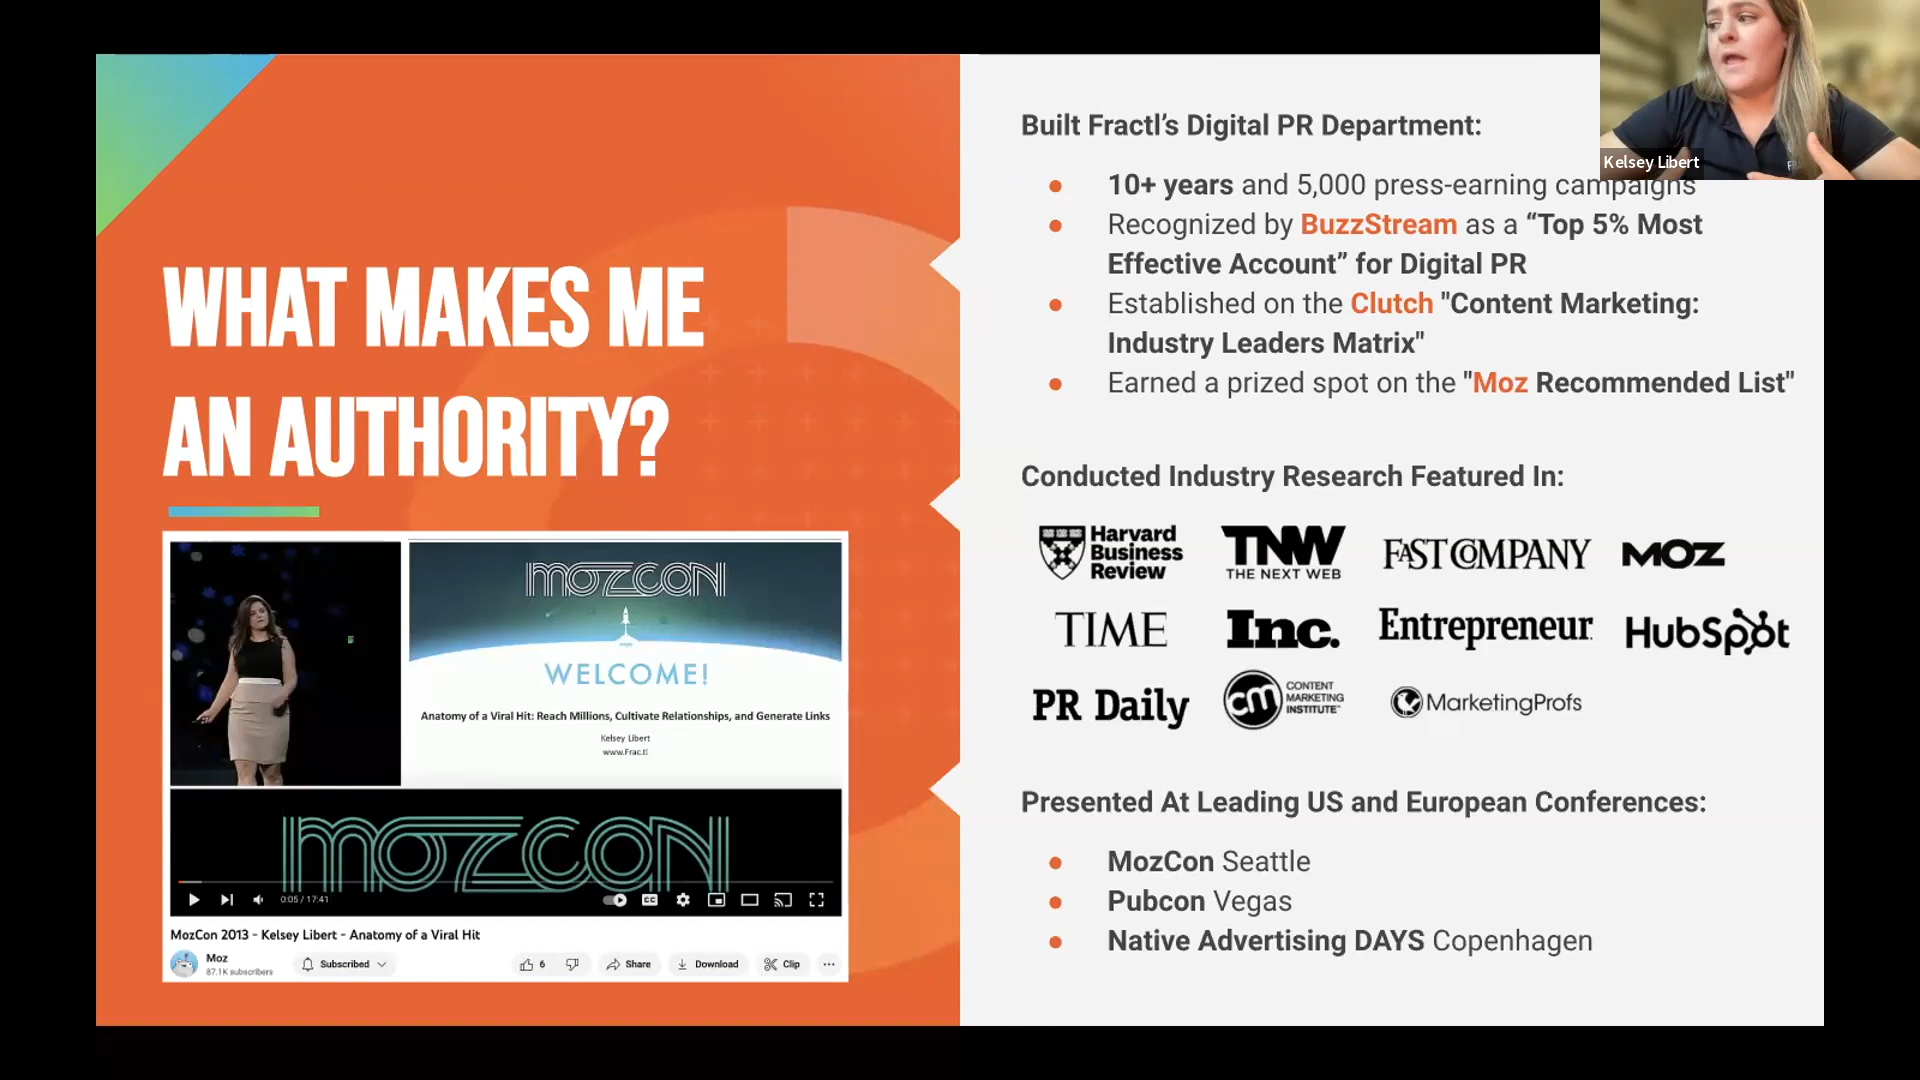 Kelsey Libert
WHAT MAKES ME
AN AUTHORITY?
MOZCON
WELCOME!
Anatomy of a Viral Hit: Reach Millions, Cultivate Relationships, and Generate Links
Kelsey Libert
www.Frac.tl
MOZCON
0:05 / 17:41
CC
MozCon 2013 - Kelsey Libert - Anatomy of a Viral Hit
Moz
87.1K subscribers
Subscribed
6
Share
Download
Clip
Built Fractl’s Digital PR Department:
● 10+ years and 5,000 press-earning campaigns
● Recognized by BuzzStream as a “Top 5% Most
Effective Account” for Digital PR
● Established on the Clutch "Content Marketing:
Industry Leaders Matrix"
● Earned a prized spot on the "Moz Recommended List"
Conducted Industry Research Featured In:
Harvard
Business
Review
TNW
THE NEXT WEB
FAST COMPANY
MOZ
TIME
Inc.
Entrepreneur
HubSpot
PR Daily
cm
CONTENT
MARKETING
INSTITUTE™
MarketingProfs
Presented At Leading US and European Conferences:
● MozCon Seattle
● Pubcon Vegas
● Native Advertising DAYS Copenhagen